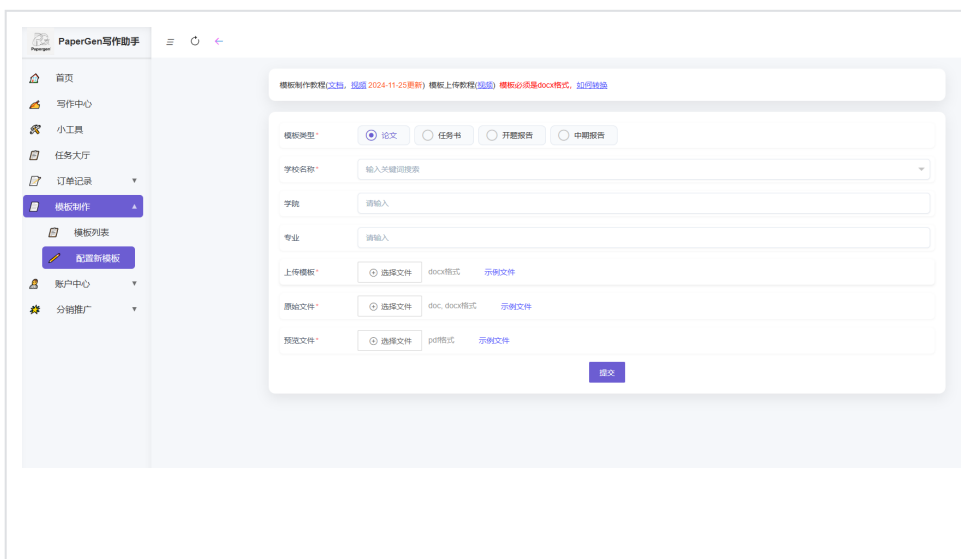 PaperGen写作助手
Papergen
首页
写作中心
小工具
任务大厅
订单记录
模板制作
模板列表
配置新模板
账户中心
分销推广
模板制作教程(文档，视频 2024-11-25更新) 模板上传教程(视频) 模板必须是docx格式，如何转换
模板类型* 论文 任务书 开题报告 中期报告
学校名称* 输入关键词搜索
学院 请输入
专业 请输入
上传模板* 选择文件 docx格式 示例文件
原始文件* 选择文件 doc, docx格式 示例文件
预览文件* 选择文件 pdf格式 示例文件
提交